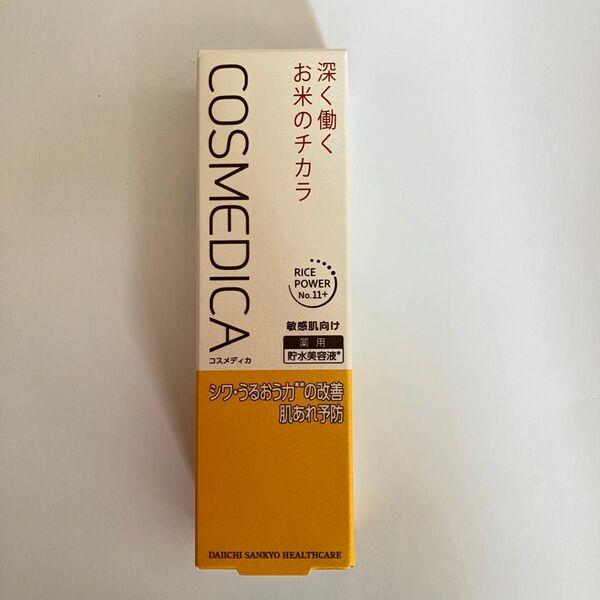 深く働く
お米のチカラ
COSMEDICA
コスメディカ
RICE
POWER
No.11+
敏感肌向け
薬用
貯水美容液*
シワ・うるおう力**の改善
肌あれ予防
DAIICHI SANKYO HEALTHCARE